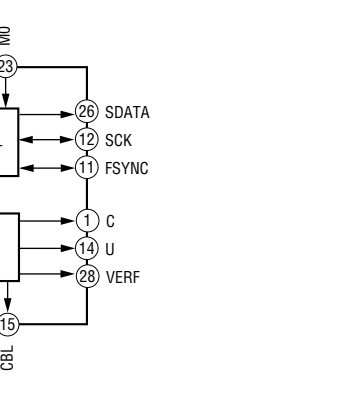 M0
23
26 SDATA
12 SCK
11 FSYNC
1 C
14 U
28 VERF
15
CBL